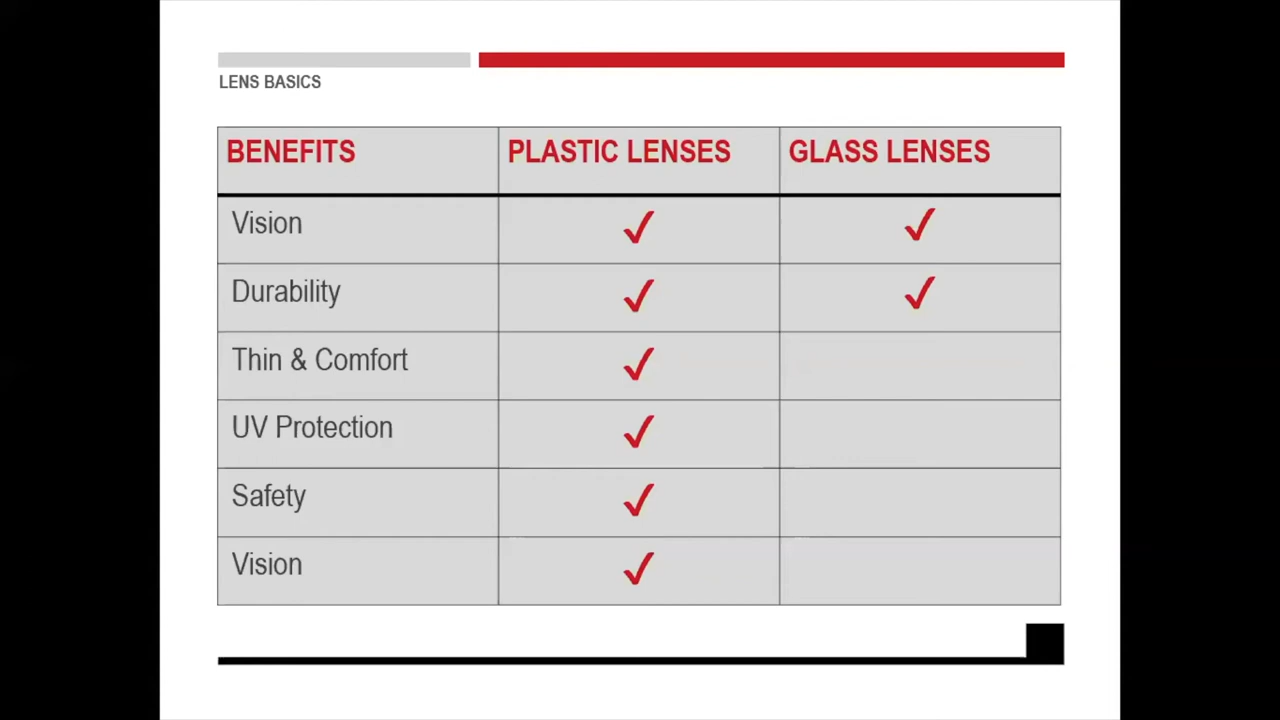 LENS BASICS
BENEFITS PLASTIC LENSES GLASS LENSES
Vision ✓ ✓
Durability ✓ ✓
Thin & Comfort ✓
UV Protection ✓
Safety ✓
Vision ✓